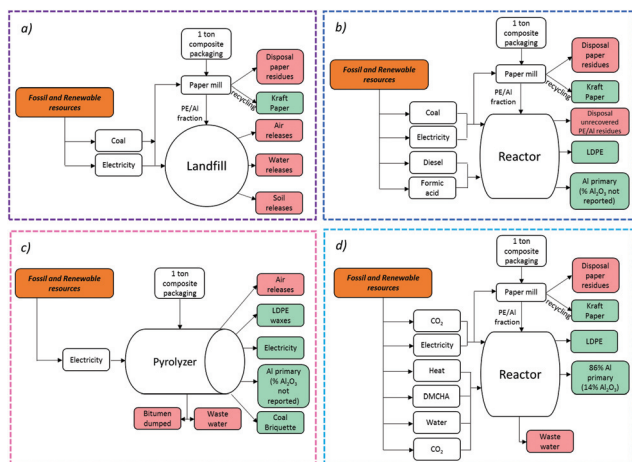 a)
1 ton
composite
packaging
Disposal
paper
residues
Paper mill
recycling
Kraft
Paper
Fossil and Renewable
resources
PE/Al
fraction
Coal
Electricity
Landfill
Air
releases
Water
releases
Soil
releases
b)
1 ton
composite
packaging
Disposal
paper
residues
Paper mill
recycling
Kraft
Paper
Fossil and Renewable
resources
PE/Al
fraction
Coal
Electricity
Diesel
Formic
acid
Reactor
Disposal
unrecovered
PE/Al residues
LDPE
Al primary
(% Al₂O₃ not
reported)
c)
1 ton
composite
packaging
Fossil and Renewable
resources
Electricity
Pyrolyzer
Air
releases
LDPE
waxes
Electricity
Al primary
(% Al₂O₃
not
reported)
Coal
Briquette
Bitumen
dumped
Waste
water
d)
1 ton
composite
packaging
Disposal
paper
residues
Paper mill
recycling
Kraft
Paper
Fossil and Renewable
resources
PE/Al
fraction
CO₂
Electricity
Heat
DMCHA
Water
CO₂
Reactor
LDPE
86% Al
primary
(14% Al₂O₃)
Waste
water